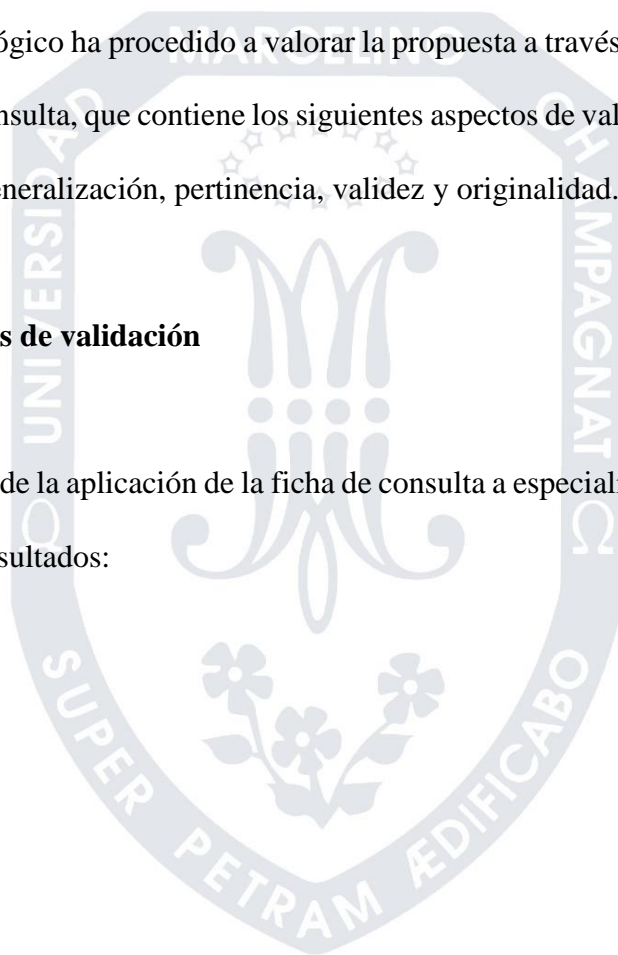 ógico ha procedido a valorar la propuesta a través
nsulta, que contiene los siguientes aspectos de val
eneralización, pertinencia, validez y originalidad.
s de validación
de la aplicación de la ficha de consulta a especiali
sultados:
UNIVERSIDAD MARCELINO CHAMPAGNAT
SUPER PETRAM ÆDIFICABO